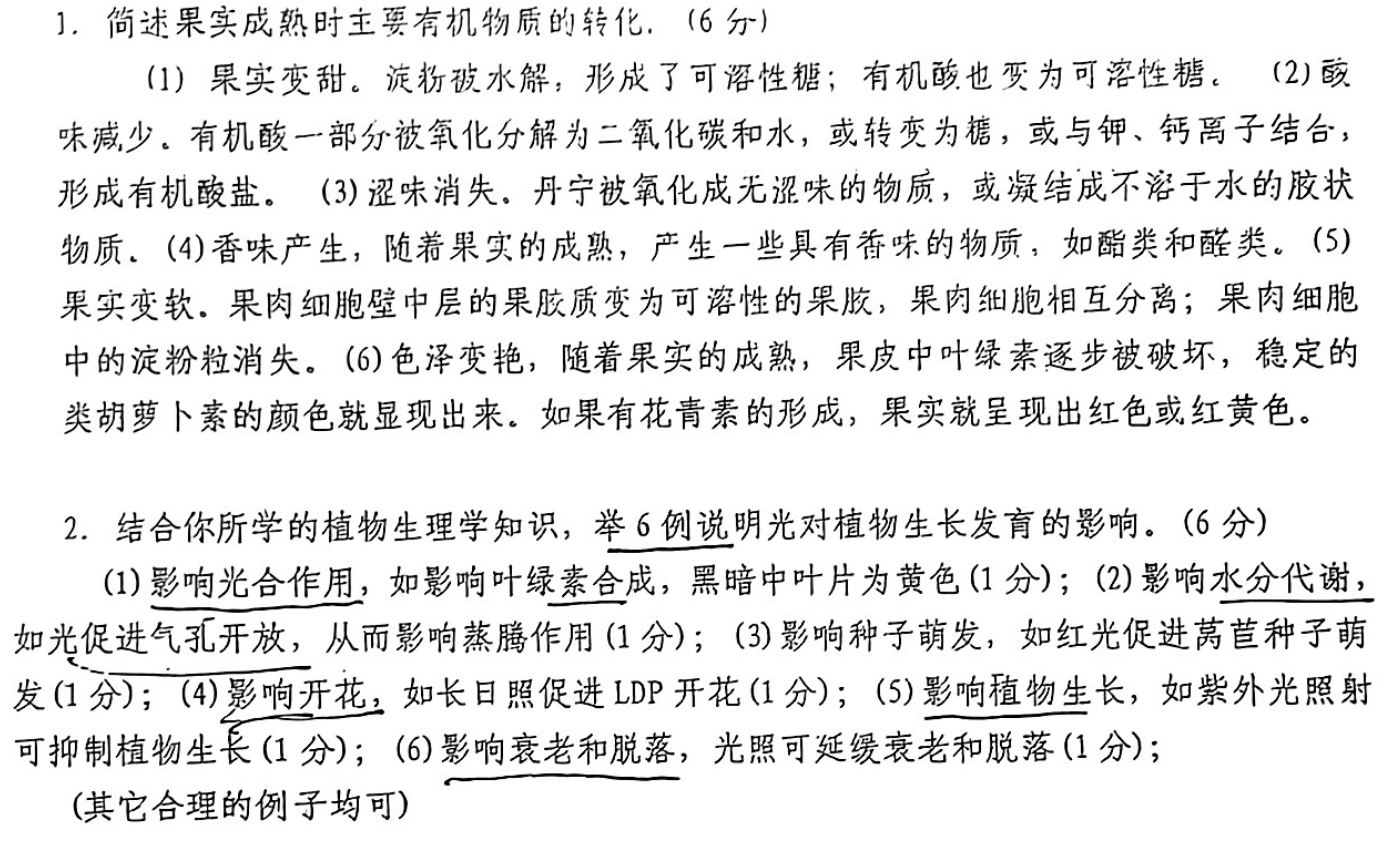 1. 简述果实成熟时主要有机物质的转化. (6 分)
(1) 果实变甜。淀粉被水解, 形成了可溶性糖; 有机酸也变为可溶性糖。 (2)酸
味减少。有机酸一部分被氧化分解为二氧化碳和水, 或转变为糖, 或与钾、钙离子结合,
形成有机酸盐。 (3)涩味消失。丹宁被氧化成无涩味的物质, 或凝结成不溶于水的胶状
物质。(4)香味产生, 随着果实的成熟, 产生一些具有香味的物质, 如酯类和醛类。(5)
果实变软。果肉细胞壁中层的果胶质变为可溶性的果胶, 果肉细胞相互分离; 果肉细胞
中的淀粉粒消失。(6)色泽变艳, 随着果实的成熟, 果皮中叶绿素逐步被破坏, 稳定的
类胡萝卜素的颜色就显现出来。如果有花青素的形成, 果实就呈现出红色或红黄色。
2. 结合你所学的植物生理学知识, 举 6 例说明光对植物生长发育的影响。(6 分)
(1)影响光合作用, 如影响叶绿素合成, 黑暗中叶片为黄色(1 分); (2)影响水分代谢,
如光促进气孔开放, 从而影响蒸腾作用(1 分); (3)影响种子萌发, 如红光促进莴苣种子萌
发(1 分); (4)影响开花, 如长日照促进 LDP 开花(1 分); (5)影响植物生长, 如紫外光照射
可抑制植物生长(1 分); (6)影响衰老和脱落, 光照可延缓衰老和脱落(1 分);
(其它合理的例子均可)